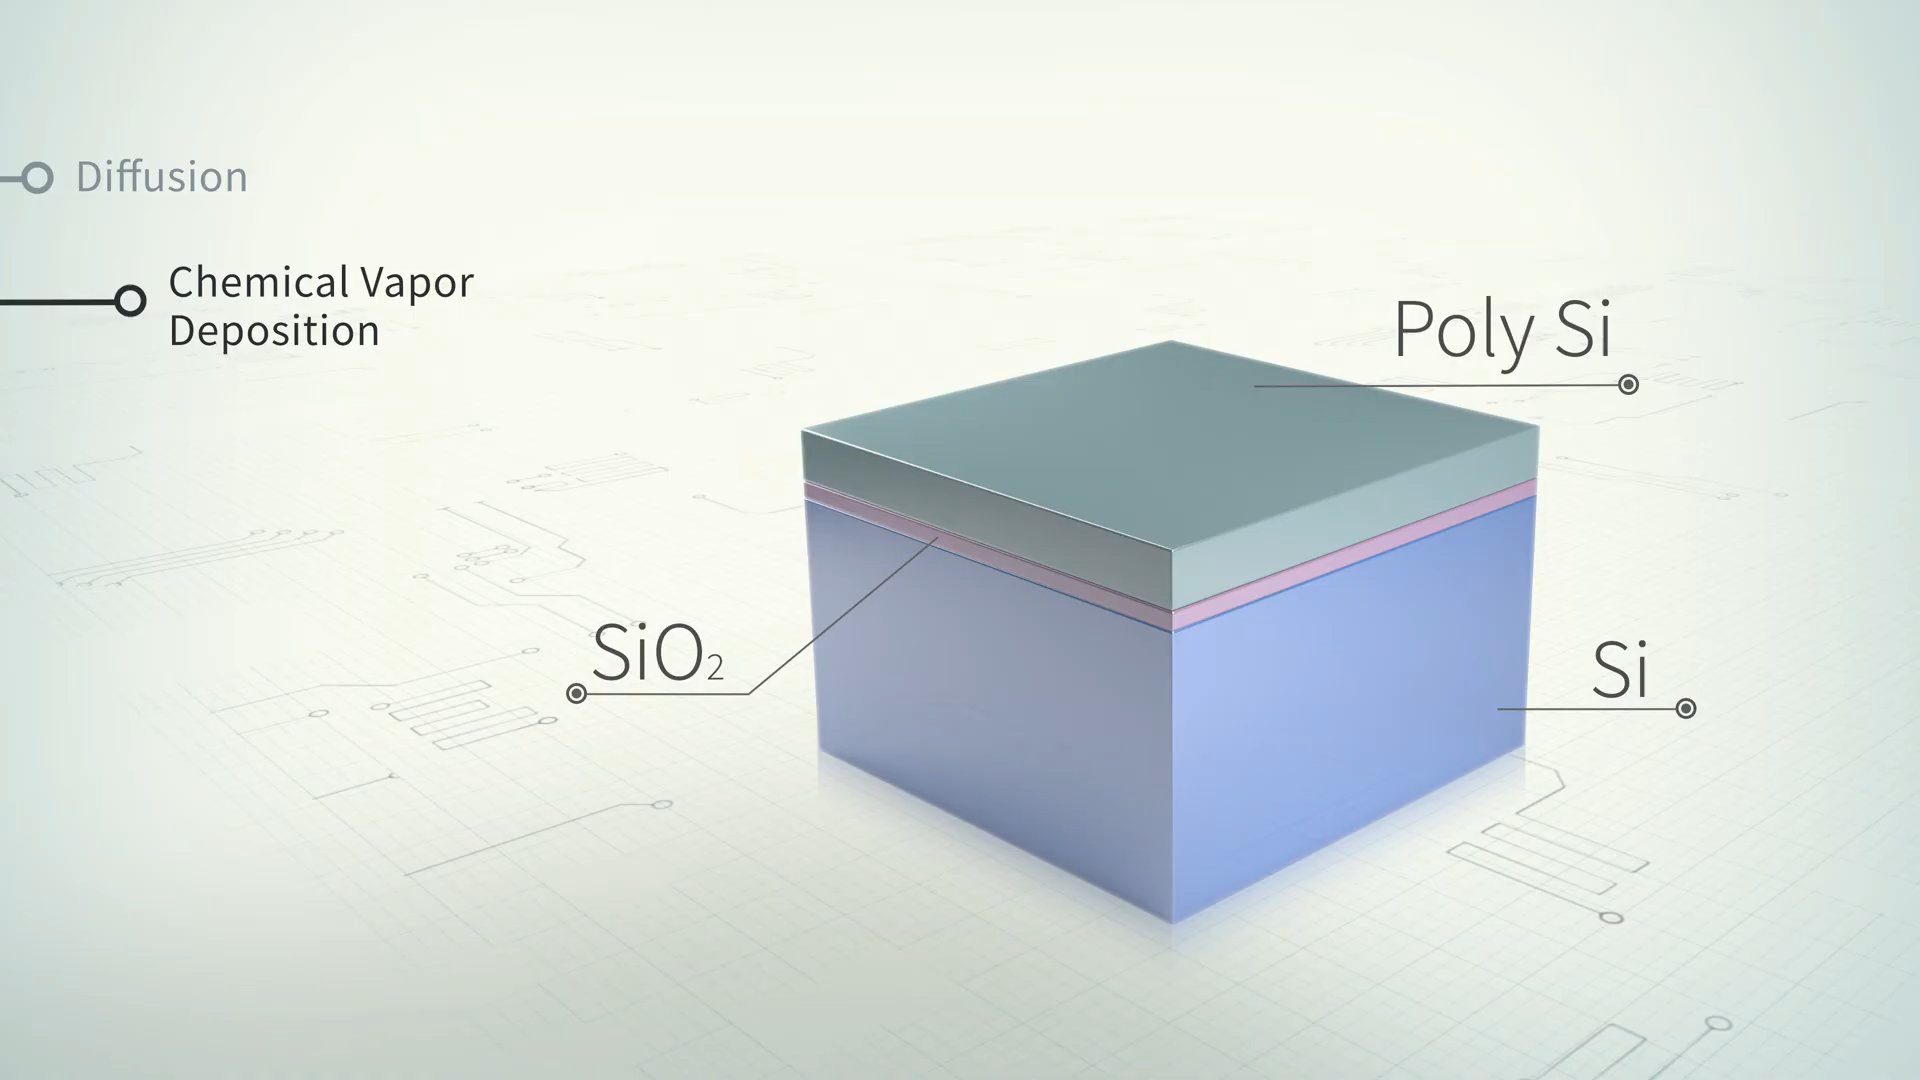 Diffusion
Chemical Vapor
Deposition
Poly Si
SiO₂
Si